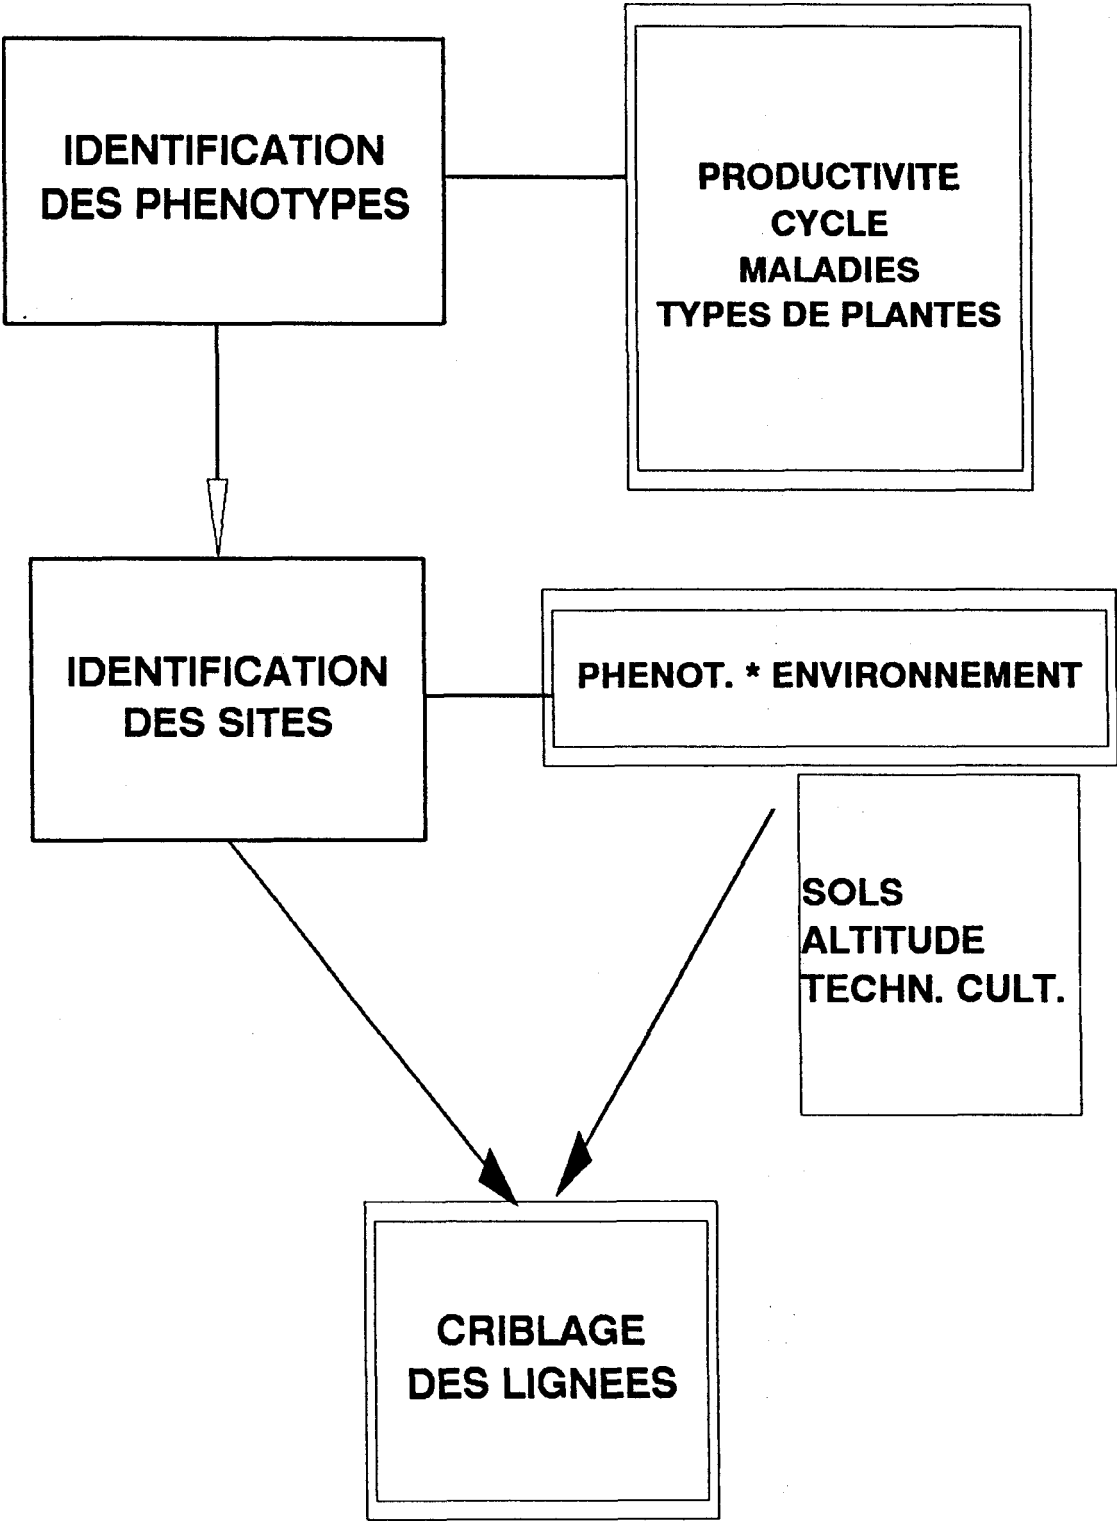 IDENTIFICATION
DES PHENOTYPES
PRODUCTIVITE
CYCLE
MALADIES
TYPES DE PLANTES
IDENTIFICATION
DES SITES
PHENOT. * ENVIRONNEMENT
SOLS
ALTITUDE
TECHN. CULT.
CRIBLAGE
DES LIGNEES